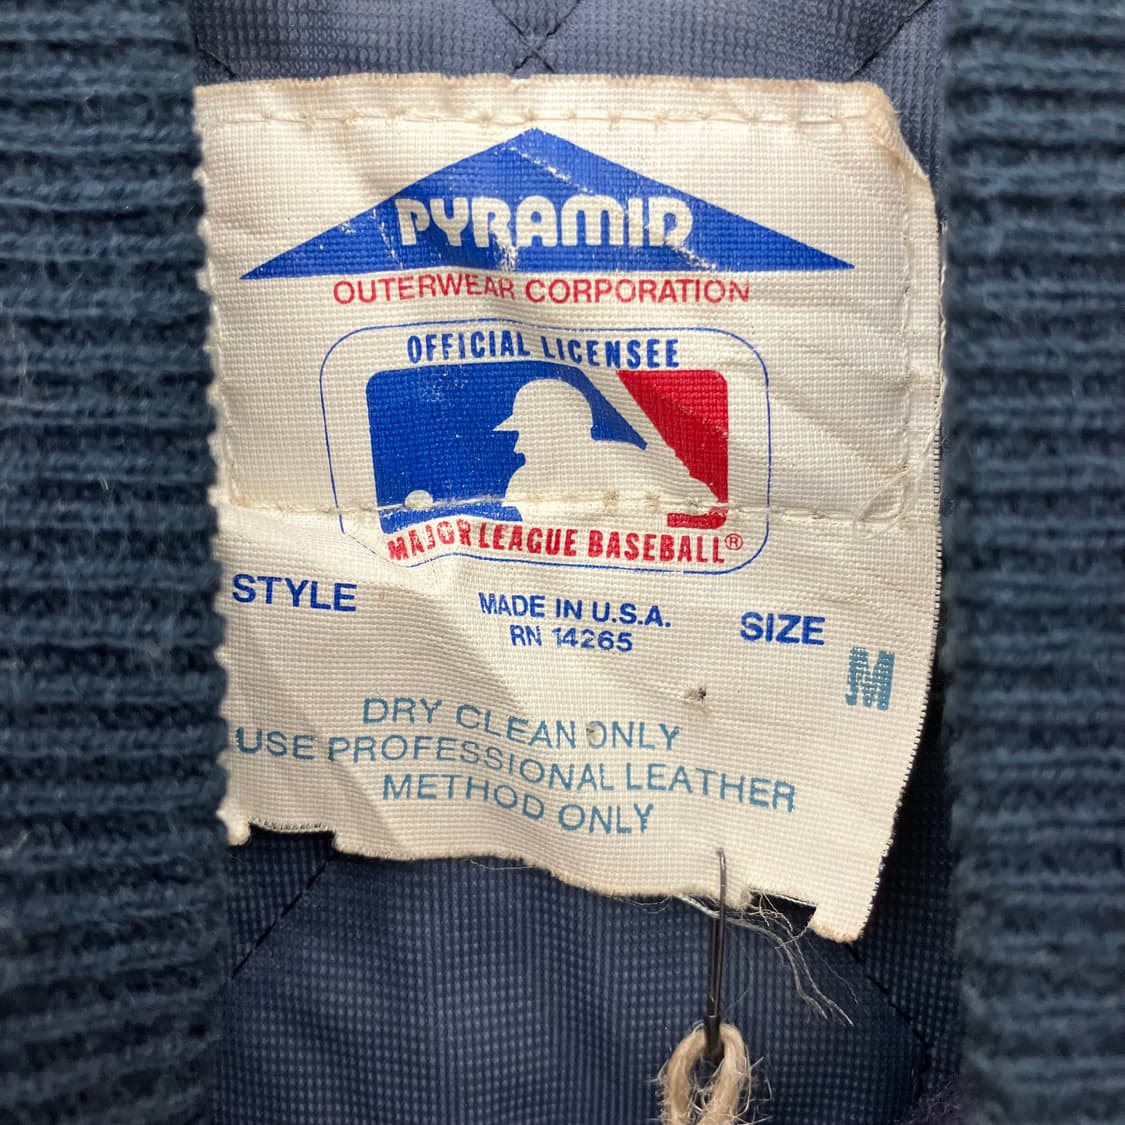 PYRAMID
OUTERWEAR CORPORATION
OFFICIAL LICENSEE
MAJOR LEAGUE BASEBALL®
STYLE MADE IN U.S.A. SIZE
RN 14265
M
DRY CLEAN ONLY
USE PROFESSIONAL LEATHER
METHOD ONLY